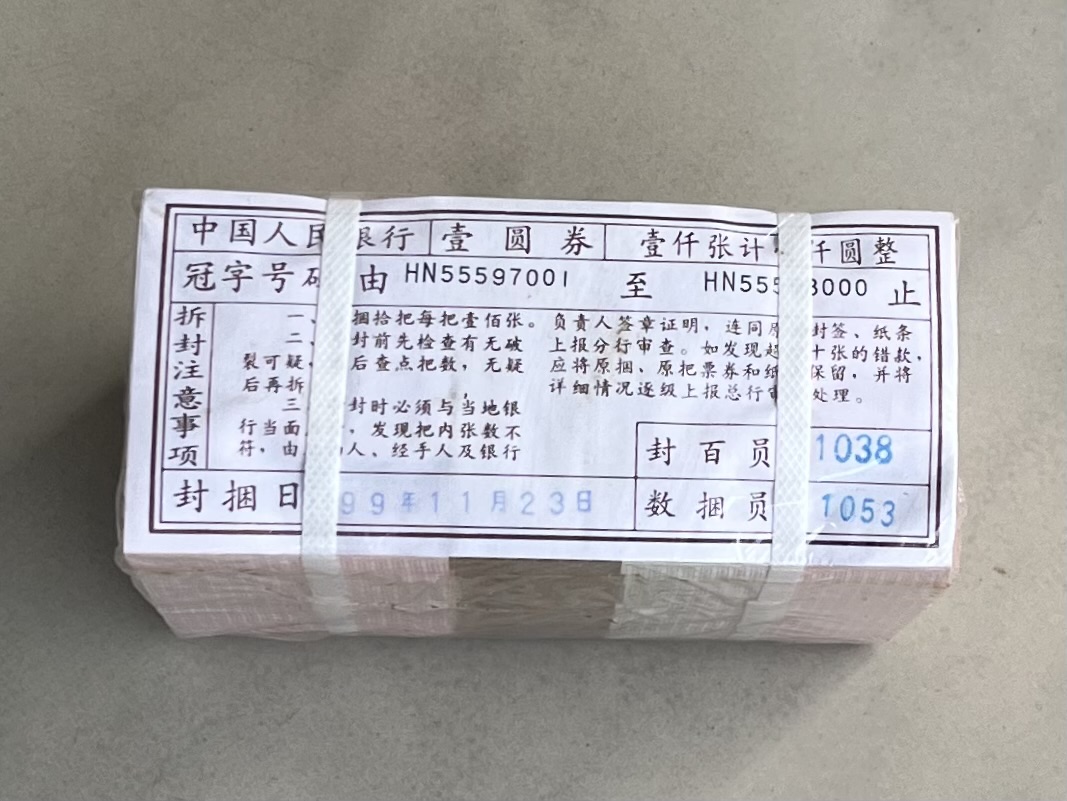 中国人民银行 壹圆券 壹仟张计 仟圆整
冠字号码 由 HN55597001 至 HN555 8000 止
拆封注意事项
一、 捆拾把每把壹佰张。
二、 封前先检查有无破
裂可疑, 后查点把数,无疑
后再拆
三 封时必须与当地银
行当面 ,发现把内张数不
符,由 人、经手人及银行
负责人签章证明,连同原 封签、纸条
上报分行审查。如发现超 十张的错款,
应将原捆、原把票券和纸 保留,并将
详细情况逐级上报总行审 处理。
封百员 1038
封捆日 99年11月23日
数捆员 1053